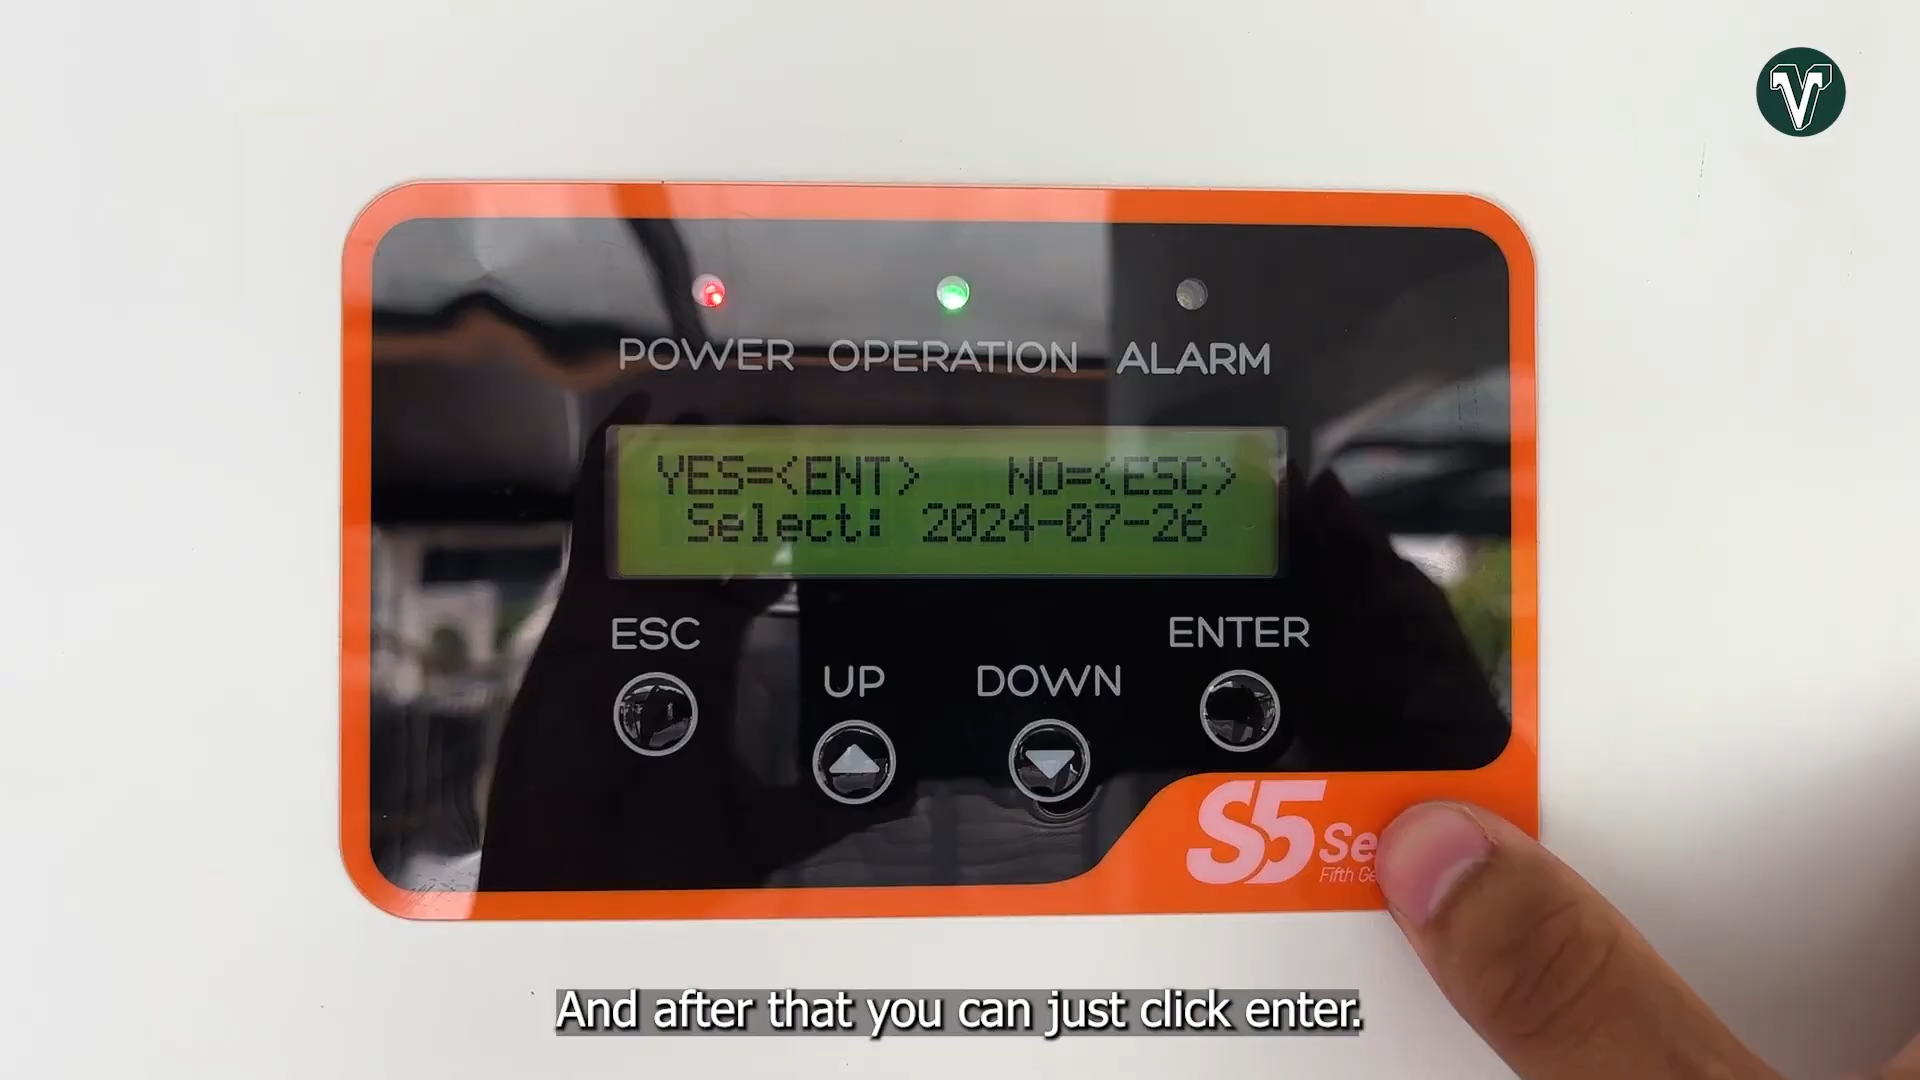 POWER OPERATION ALARM
YES=<ENT> NO=<ESC>
Select: 2024-07-26
ESC
UP
DOWN
ENTER
S5
And after that you can just click enter.